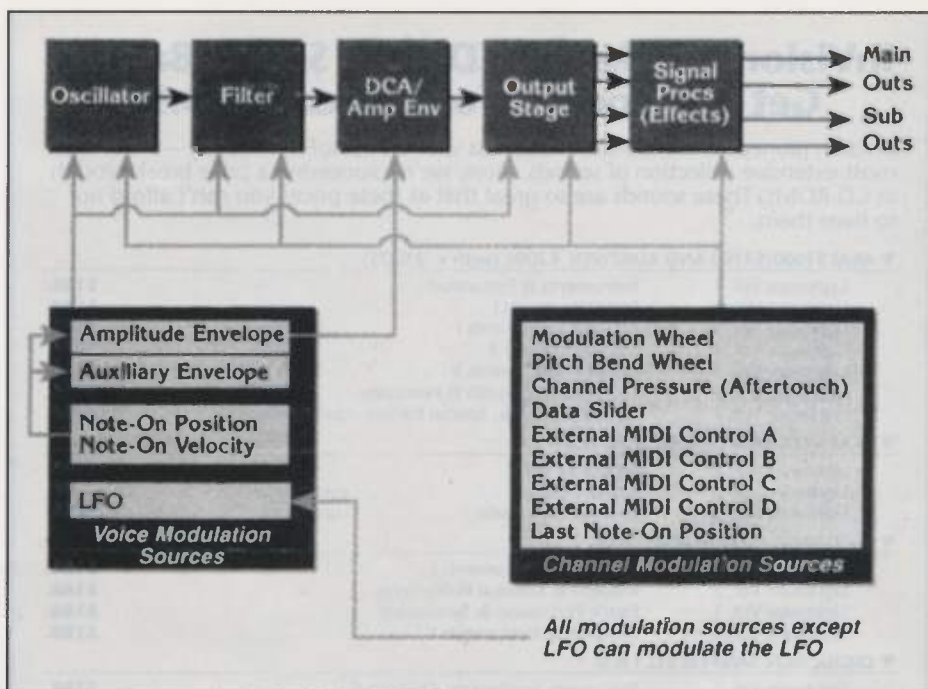 Oscillator
Filter
DCA/
Amp Env
Output
Stage
Signal
Procs
(Effects)
Main
Outs
Sub
Outs
Amplitude Envelope
Auxiliary Envelope
Note-On Position
Note-On Velocity
LFO
Voice Modulation
Sources
Modulation Wheel
Pitch Bend Wheel
Channel Pressure (Aftertouch)
Data Slider
External MIDI Control A
External MIDI Control B
External MIDI Control C
External MIDI Control D
Last Note-On Position
Channel Modulation Sources
All modulation sources except
LFO can modulate the LFO